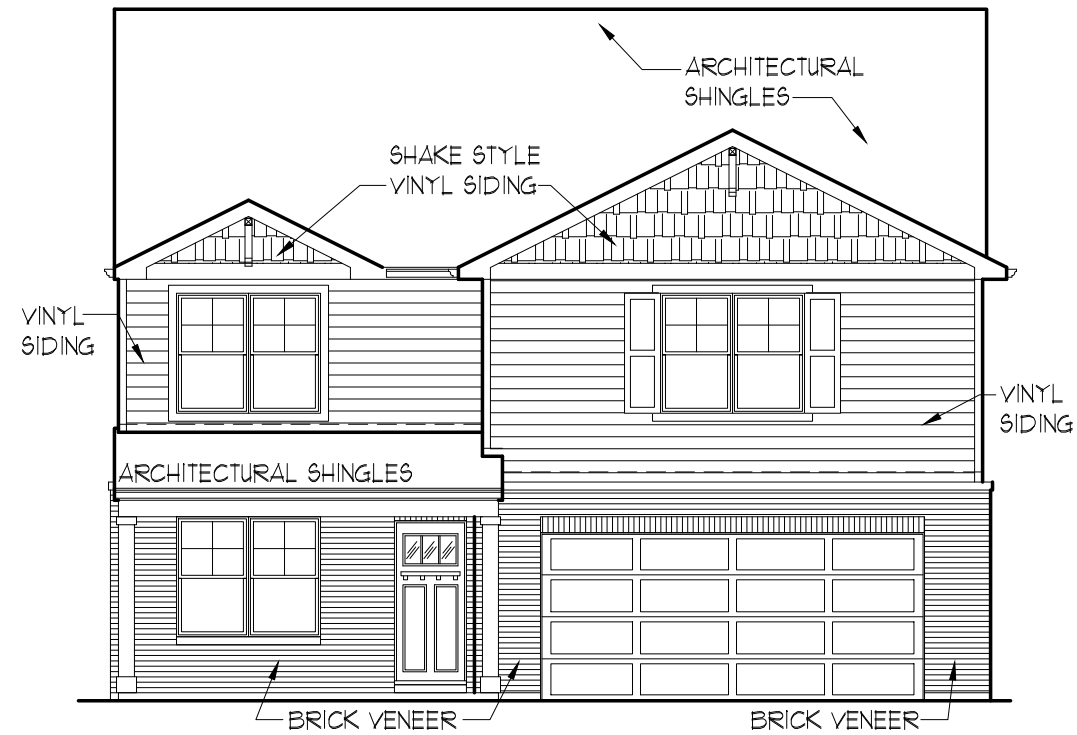 ARCHITECTURAL
SHINGLES
SHAKE STYLE
VINYL SIDING
VINYL
SIDING
VINYL
SIDING
ARCHITECTURAL SHINGLES
BRICK VENEER
BRICK VENEER